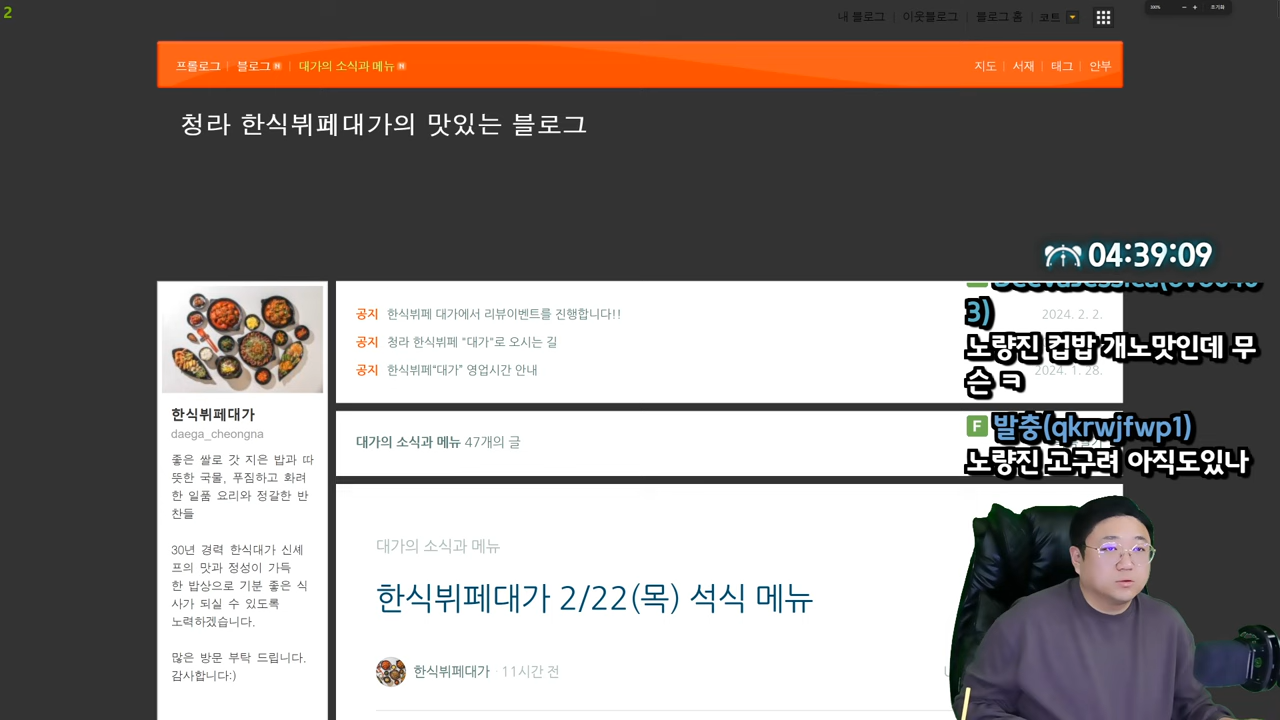 2
내 블로그 | 이웃블로그 | 블로그 홈 | 코트
100% − + 초기화
프롤로그 | 블로그 N | 대가의 소식과 메뉴 N
지도 | 서재 | 태그 | 안부
청라 한식뷔페대가의 맛있는 블로그
04:39:09
공지 한식뷔페 대가에서 리뷰이벤트를 진행합니다!! 2024. 2. 2.
공지 청라 한식뷔페 "대가"로 오시는 길
공지 한식뷔페"대가" 영업시간 안내 2024. 1. 28.
3)
노량진 컵밥 개노맛인데 무
슨 ㅋ
F 발충(qkrwjfwp1)
노량진 고구려 아직도있나
대가의 소식과 메뉴 47개의 글
한식뷔페대가
daega_cheongna
좋은 쌀로 갓 지은 밥과 따
뜻한 국물, 푸짐하고 화려
한 일품 요리와 정갈한 반
찬들
30년 경력 한식대가 신셰
프의 맛과 정성이 가득
한 밥상으로 기분 좋은 식
사가 되실 수 있도록
노력하겠습니다.
많은 방문 부탁 드립니다.
감사합니다:)
대가의 소식과 메뉴
한식뷔페대가 2/22(목) 석식 메뉴
한식뷔페대가 · 11시간 전